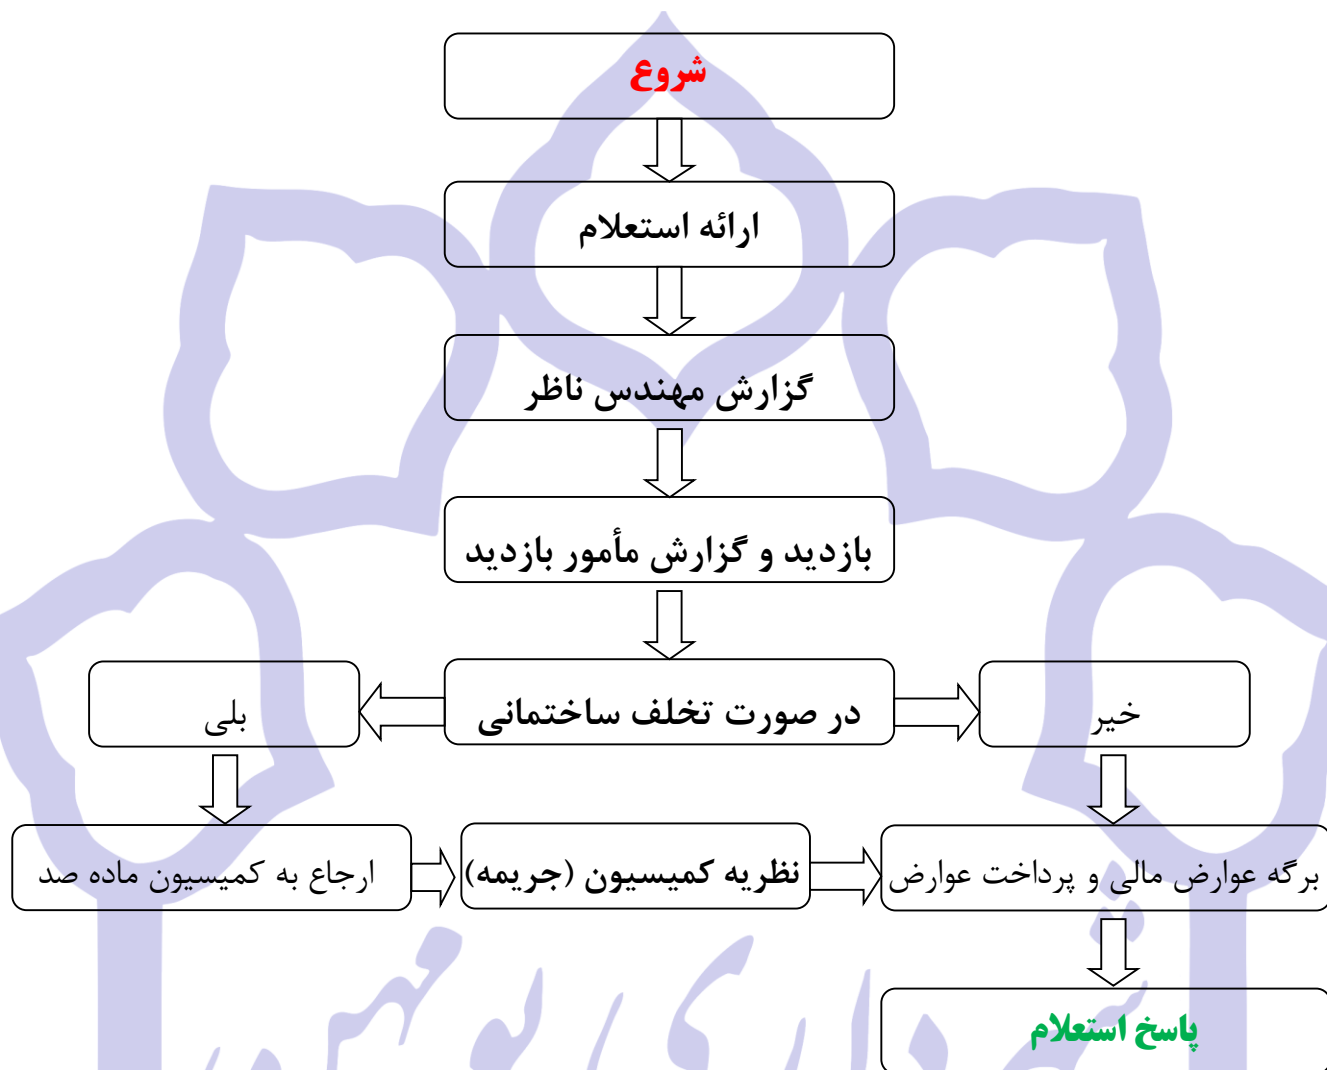 شروع
ارائه استعلام
گزارش مهندس ناظر
بازدید و گزارش مأمور بازدید
در صورت تخلف ساختمانی
خیر
بلی
برگه عوارض مالی و پرداخت عوارض
نظریه کمیسیون (جریمه)
ارجاع به کمیسیون ماده صد
پاسخ استعلام